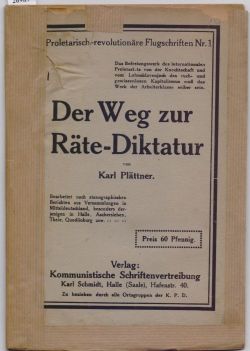 Proletarisch-revolutionäre Flugschriften Nr. 1
Das Befreiungswerk des internationalen
Proletariats von der Knechtschaft und
vom Lohnsklavenjoch des raub- und
profitsüchtigen Kapitalismus muß das
Werk der Arbeiterklasse selber sein.
Der Weg zur
Räte-Diktatur
von
Karl Plättner.
Bearbeitet nach stenographischen
Berichten aus Versammlungen in
Mitteldeutschland, besonders der-
jenigen in Halle, Aschersleben,
Thale, Quedlinburg usw.
Preis 60 Pfennig.
Verlag:
Kommunistische Schriftenvertreibung
Karl Schmidt, Halle (Saale), Hafenstr. 40.
Zu beziehen durch alle Ortsgruppen der K. P. D.